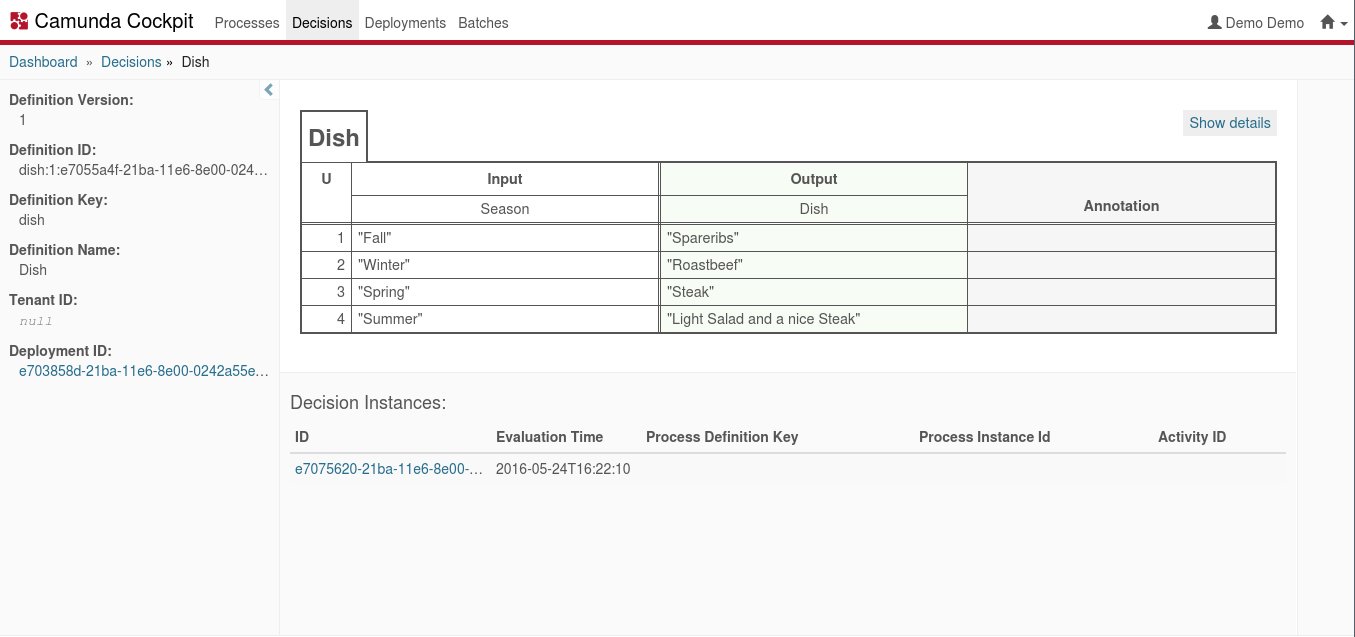 Camunda Cockpit Processes Decisions Deployments Batches Demo Demo
Dashboard » Decisions » Dish
Definition Version:
1
Definition ID:
dish:1:e7055a4f-21ba-11e6-8e00-024...
Definition Key:
dish
Definition Name:
Dish
Tenant ID:
null
Deployment ID:
e703858d-21ba-11e6-8e00-0242a55e...
Dish
Show details
U Input Output Annotation
Season Dish
1 "Fall" "Spareribs"
2 "Winter" "Roastbeef"
3 "Spring" "Steak"
4 "Summer" "Light Salad and a nice Steak"
Decision Instances:
ID Evaluation Time Process Definition Key Process Instance Id Activity ID
e7075620-21ba-11e6-8e00-... 2016-05-24T16:22:10